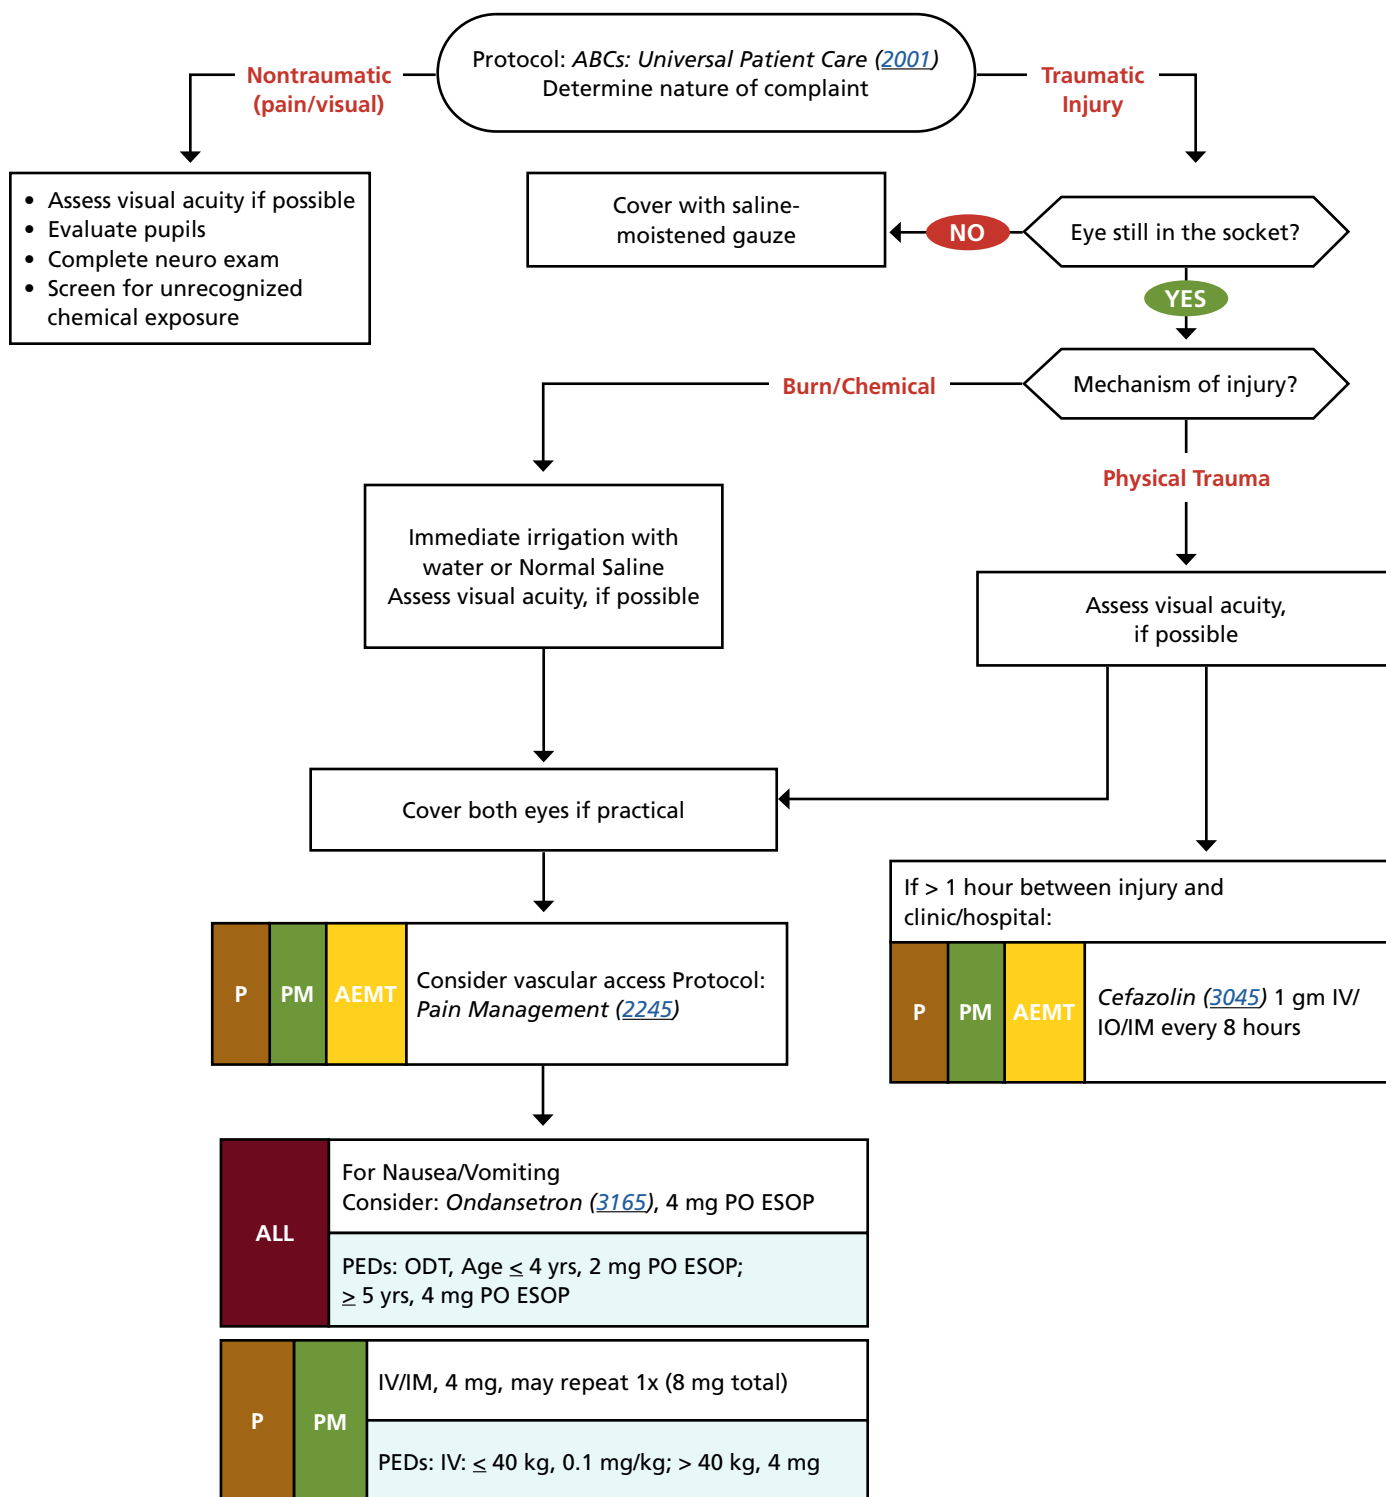 Protocol: ABCs: Universal Patient Care (2001)
Determine nature of complaint
Nontraumatic
(pain/visual)
Traumatic
Injury
• Assess visual acuity if possible
• Evaluate pupils
• Complete neuro exam
• Screen for unrecognized
chemical exposure
Cover with saline-
moistened gauze
NO
Eye still in the socket?
YES
Mechanism of injury?
Burn/Chemical
Physical Trauma
Immediate irrigation with
water or Normal Saline
Assess visual acuity, if possible
Assess visual acuity,
if possible
Cover both eyes if practical
If > 1 hour between injury and
clinic/hospital:
P PM AEMT
Cefazolin (3045) 1 gm IV/
IO/IM every 8 hours
P PM AEMT
Consider vascular access Protocol:
Pain Management (2245)
ALL
For Nausea/Vomiting
Consider: Ondansetron (3165), 4 mg PO ESOP
PEDs: ODT, Age ≤ 4 yrs, 2 mg PO ESOP;
≥ 5 yrs, 4 mg PO ESOP
P PM
IV/IM, 4 mg, may repeat 1x (8 mg total)
PEDs: IV: ≤ 40 kg, 0.1 mg/kg; > 40 kg, 4 mg